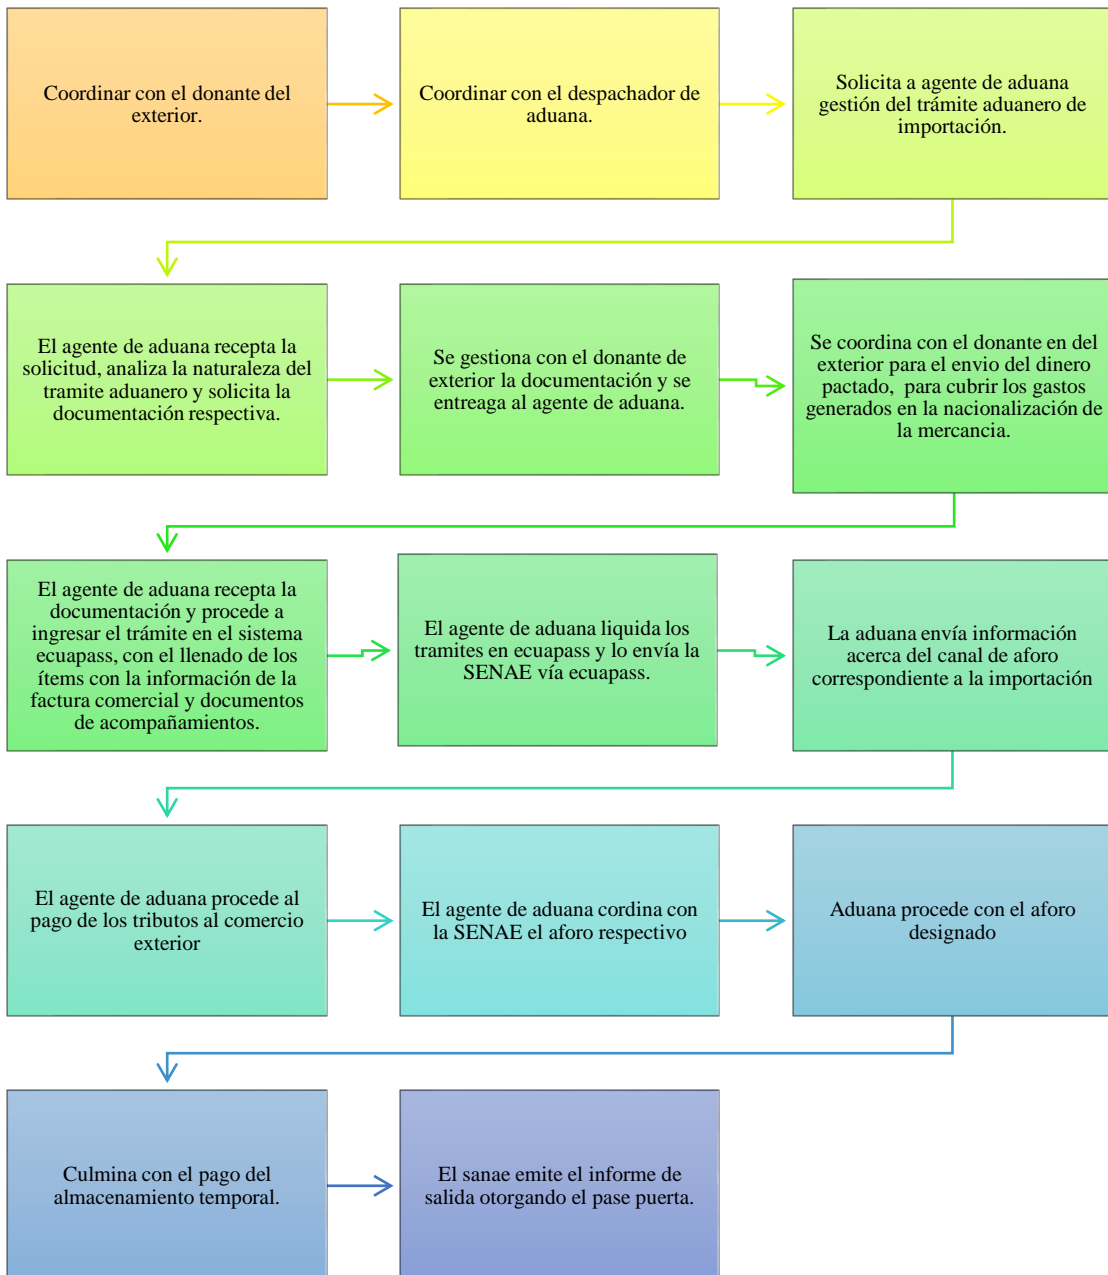 Coordinar con el donante del
exterior.
Coordinar con el despachador de
aduana.
Solicita a agente de aduana
gestión del trámite aduanero de
importación.
El agente de aduana recepta la
solicitud, analiza la naturaleza del
tramite aduanero y solicita la
documentación respectiva.
Se gestiona con el donante de
exterior la documentación y se
entreaga al agente de aduana.
Se coordina con el donante en del
exterior para el envio del dinero
pactado, para cubrir los gastos
generados en la nacionalización de
la mercancia.
El agente de aduana recepta la
documentación y procede a
ingresar el trámite en el sistema
ecuapass, con el llenado de los
ítems con la información de la
factura comercial y documentos
de acompañamientos.
El agente de aduana liquida los
tramites en ecuapass y lo envía la
SENAE vía ecuapass.
La aduana envía información
acerca del canal de aforo
correspondiente a la importación
El agente de aduana procede al
pago de los tributos al comercio
exterior
El agente de aduana cordina con
la SENAE el aforo respectivo
Aduana procede con el aforo
designado
Culmina con el pago del
almacenamiento temporal.
El sanae emite el informe de
salida otorgando el pase puerta.